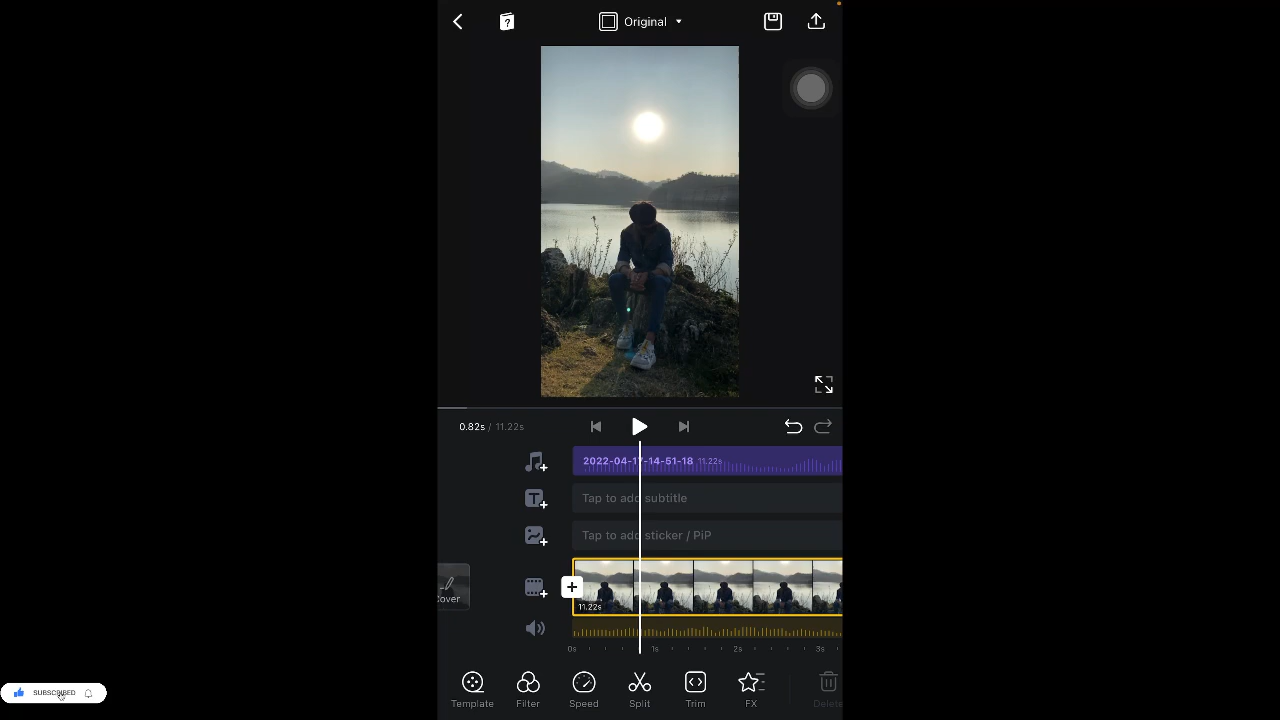 Original
0.82s / 11.22s
2022-04-17-14-51-18 11.22s
Tap to add subtitle
Tap to add sticker / PiP
Cover
11.22s
0s 1s 2s 3s
Template Filter Speed Split Trim FX Delete
SUBSCRIBED